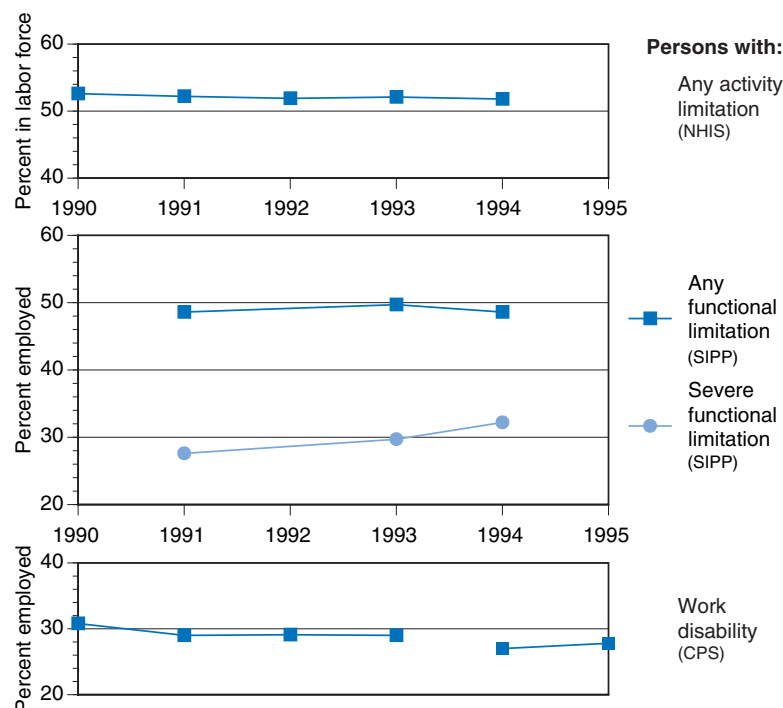 Percent in labor force
60
50
40
1990 1991 1992 1993 1994 1995
Persons with:
Any activity
limitation
(NHIS)
Percent employed
60
50
40
30
20
1990 1991 1992 1993 1994 1995
Any
functional
limitation
(SIPP)
Severe
functional
limitation
(SIPP)
Percent employed
40
30
20
Work
disability
(CPS)